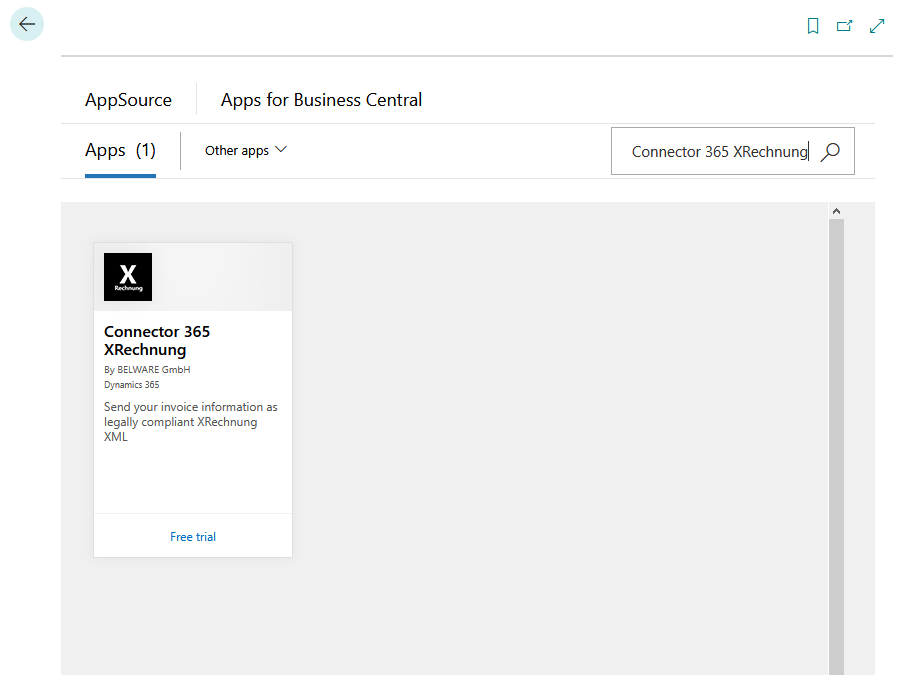 AppSource
Apps for Business Central
Apps (1)
Other apps
Connector 365 XRechnung
X
Rechnung
Connector 365
XRechnung
By BELWARE GmbH
Dynamics 365
Send your invoice information as
legally compliant XRechnung
XML
Free trial